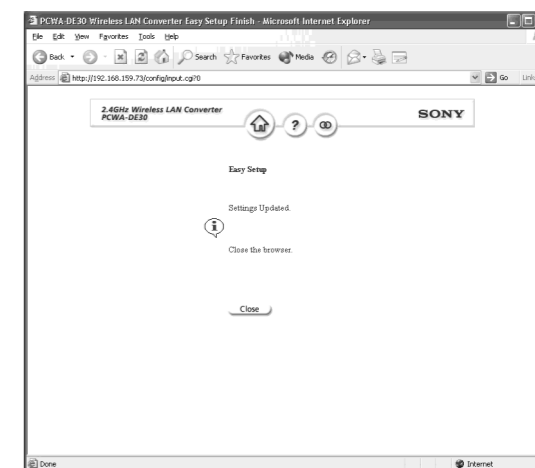 PCWA-DE30 Wireless LAN Converter Easy Setup Finish - Microsoft Internet Explorer
File Edit View Favorites Tools Help
Back Search Favorites Media
Address http://192.168.159.73/config/input.cgi?0 Go Links
2.4GHz Wireless LAN Converter
PCWA-DE30
? SONY
Easy Setup
Settings Updated.
i
Close the browser.
Close
Done Internet